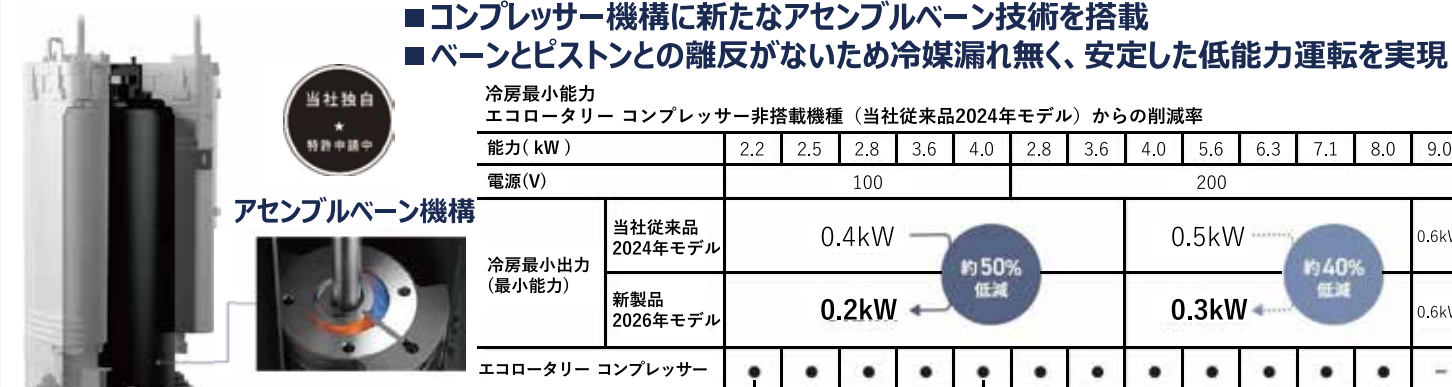 ■コンプレッサー機構に新たなアセンブルベーン技術を搭載
■ベーンとピストンとの離反がないため冷媒漏れ無く、安定した低能力運転を実現
当社独自
★
特許申請中
アセンブルベーン機構
冷房最小能力
エコロータリー コンプレッサー非搭載機種（当社従来品2024年モデル）からの削減率
能力( kW ) 2.2 2.5 2.8 3.6 4.0 2.8 3.6 4.0 5.6 6.3 7.1 8.0 9.0
電源(V) 100 200
冷房最小出力
(最小能力)
当社従来品
2024年モデル
0.4kW 0.5kW 0.6kW
約50%
低減
約40%
低減
新製品
2026年モデル
0.2kW 0.3kW 0.6kW
エコロータリー コンプレッサー ● ● ● ● ● ● ● ● ● ● ● ● －